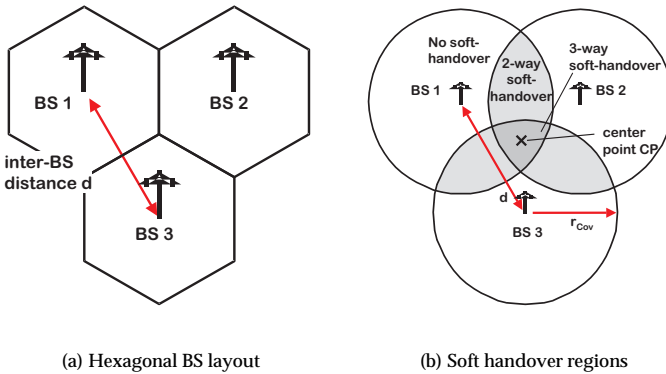 BS 1
BS 2
inter-BS
distance d
BS 3
(a) Hexagonal BS layout
No soft-
handover
2-way
soft-
handover
3-way
soft-handover
BS 1
BS 2
center
point CP
d
BS 3
rCov
(b) Soft handover regions